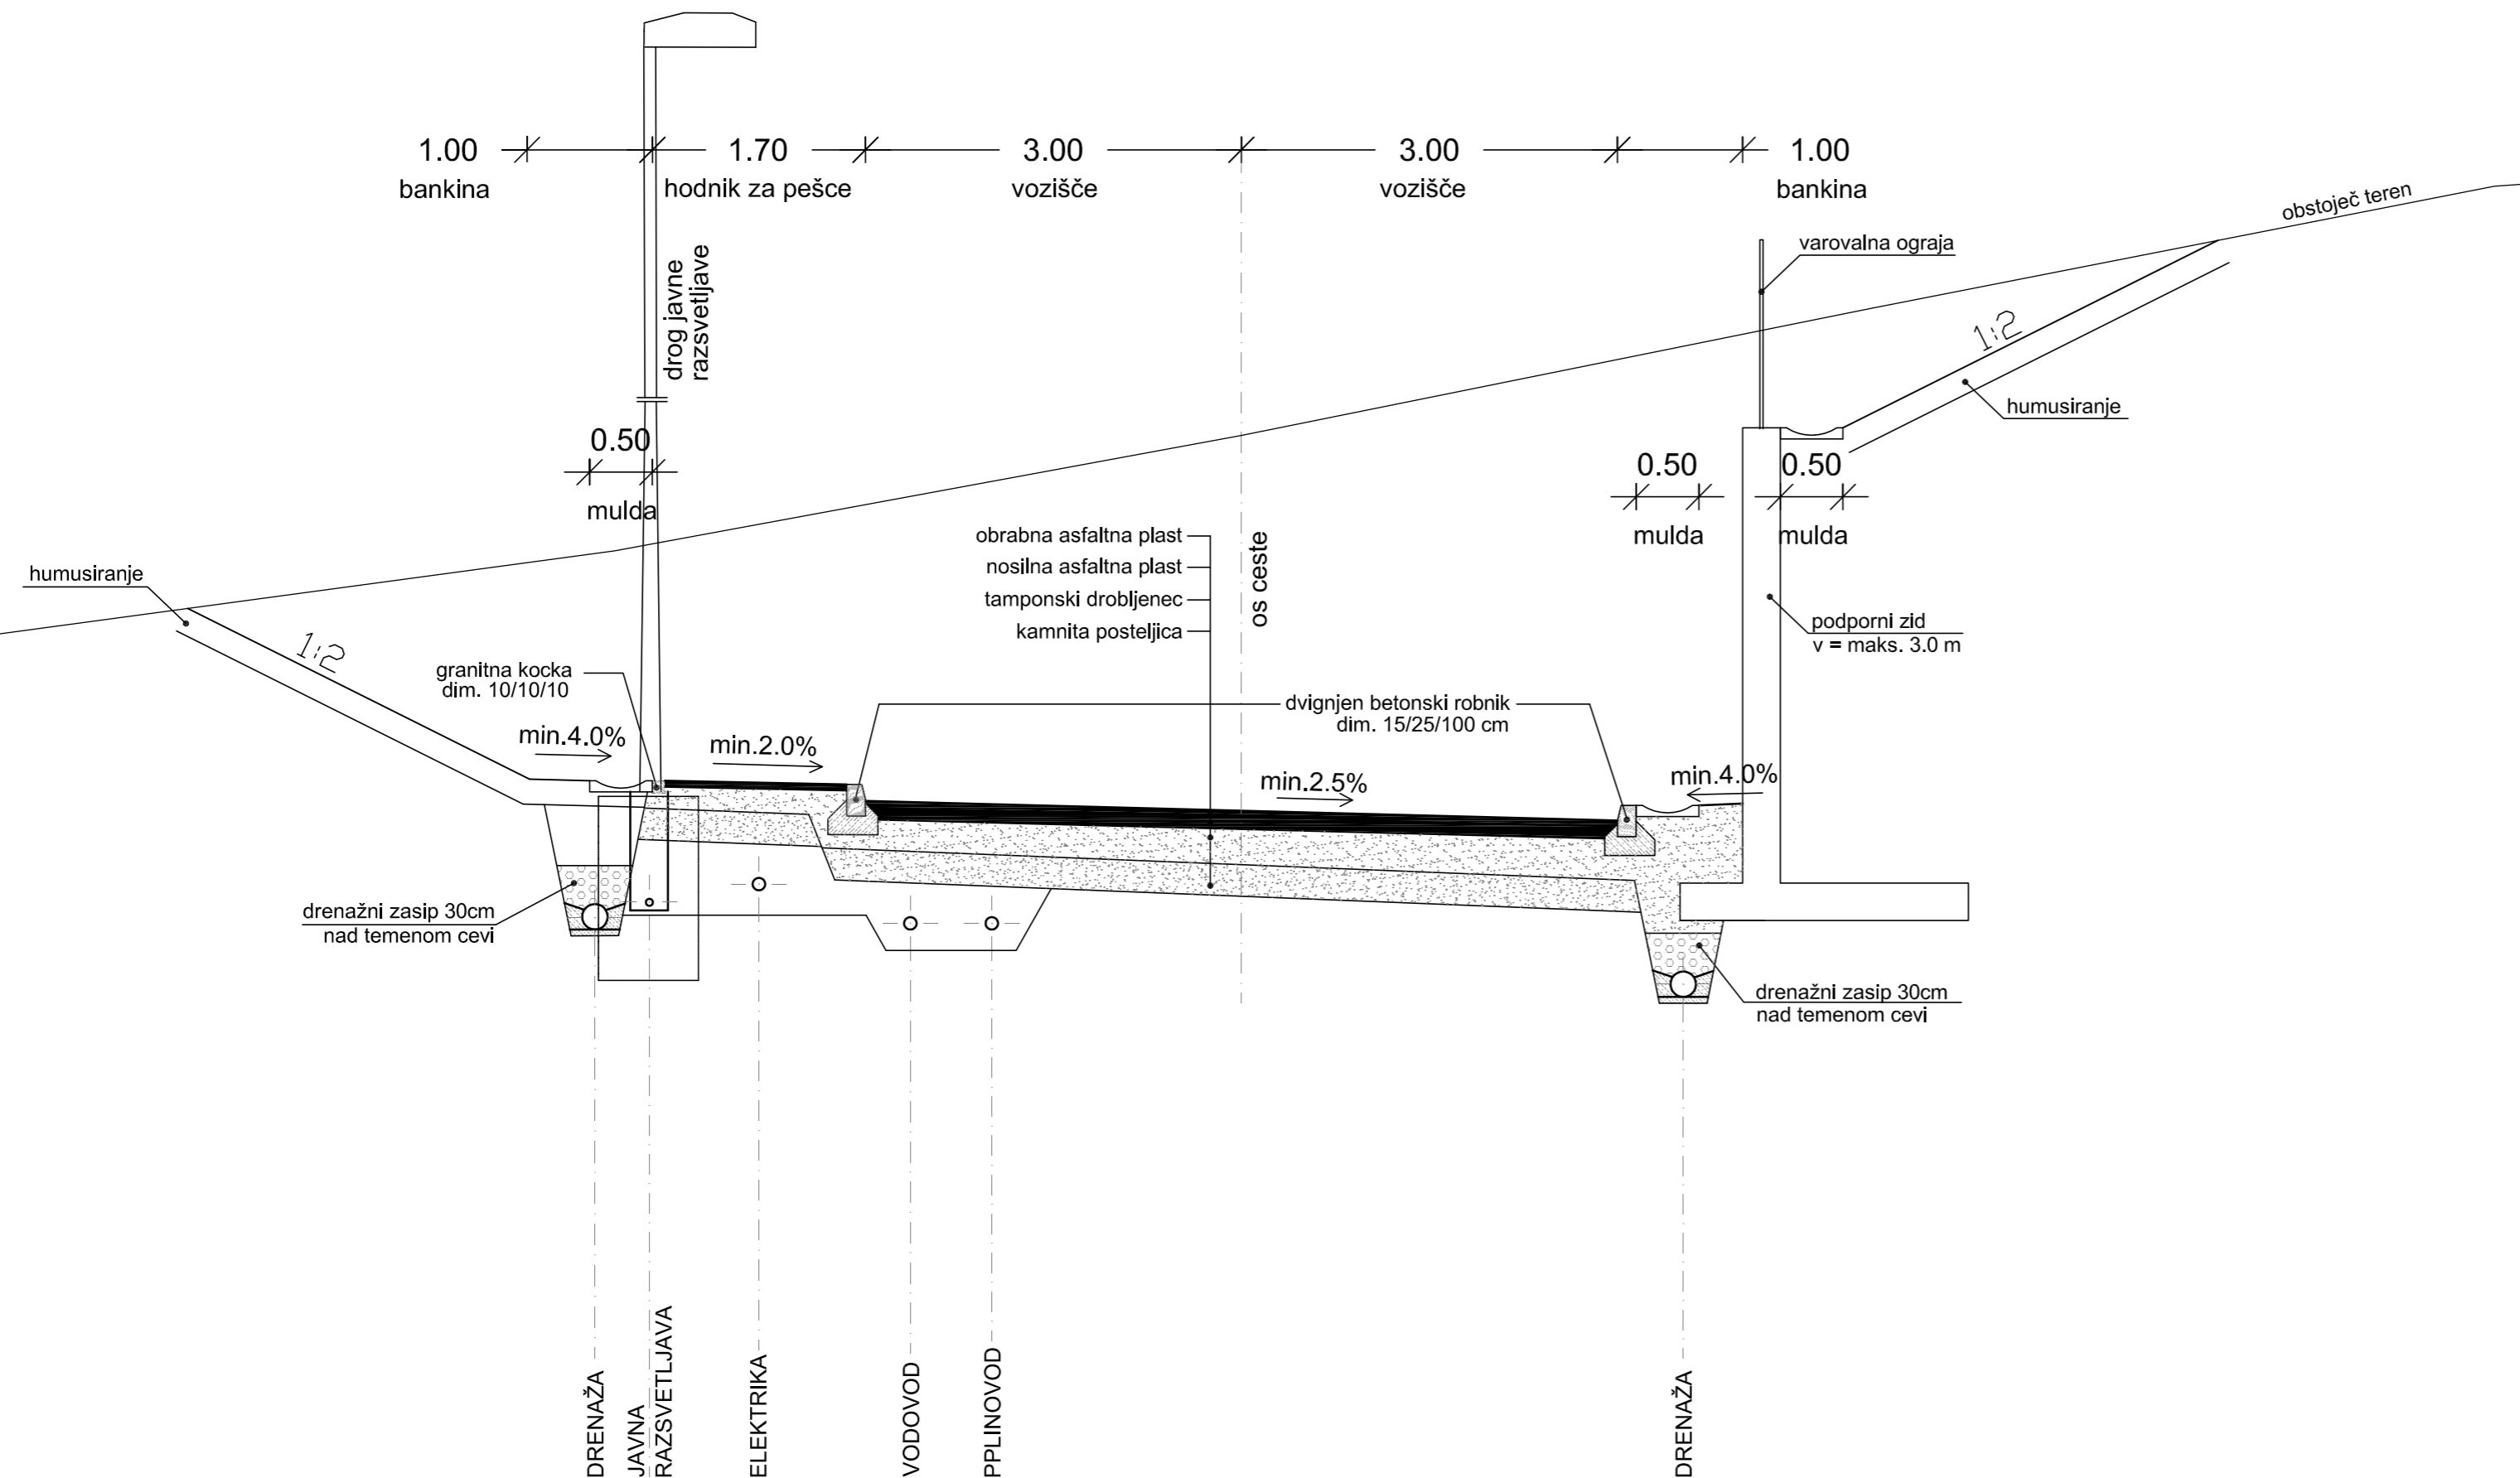 1.00
1.70
3.00
3.00
1.00
bankina
hodnik za pešce
vozišče
vozišče
bankina
obstoječ teren
varovalna ograja
drog javne
razsvetljave
1:2
humusiranje
0.50
mulda
0.50
mulda
0.50
mulda
obrabna asfaltna plast
nosilna asfaltna plast
tamponski drobljenec
kamnita posteljica
os ceste
humusiranje
1:2
podporni zid
v = maks. 3.0 m
granitna kocka
dim. 10/10/10
dvignjen betonski robnik
dim. 15/25/100 cm
min.4.0%
min.2.0%
min.2.5%
min.4.0%
drenažni zasip 30cm
nad temenom cevi
drenažni zasip 30cm
nad temenom cevi
DRENAŽA
JAVNA
RAZSVETLJAVA
ELEKTRIKA
VODOVOD
PPLINOVOD
DRENAŽA